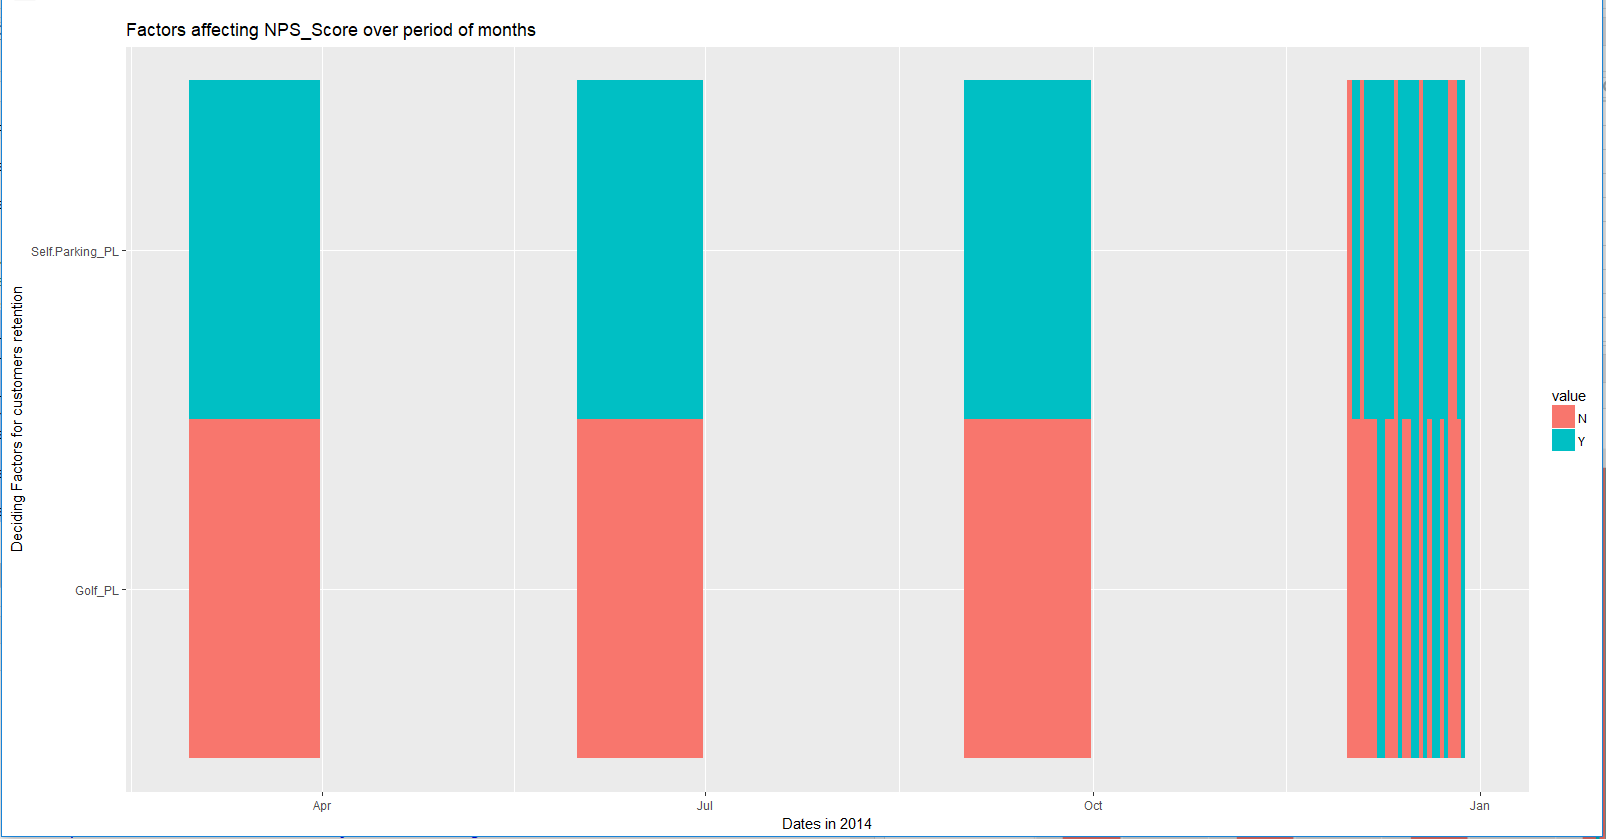 Factors affecting NPS_Score over period of months
Deciding Factors for customers retention
Self.Parking_PL
Golf_PL
Apr
Jul
Oct
Jan
Dates in 2014
value
N
Y